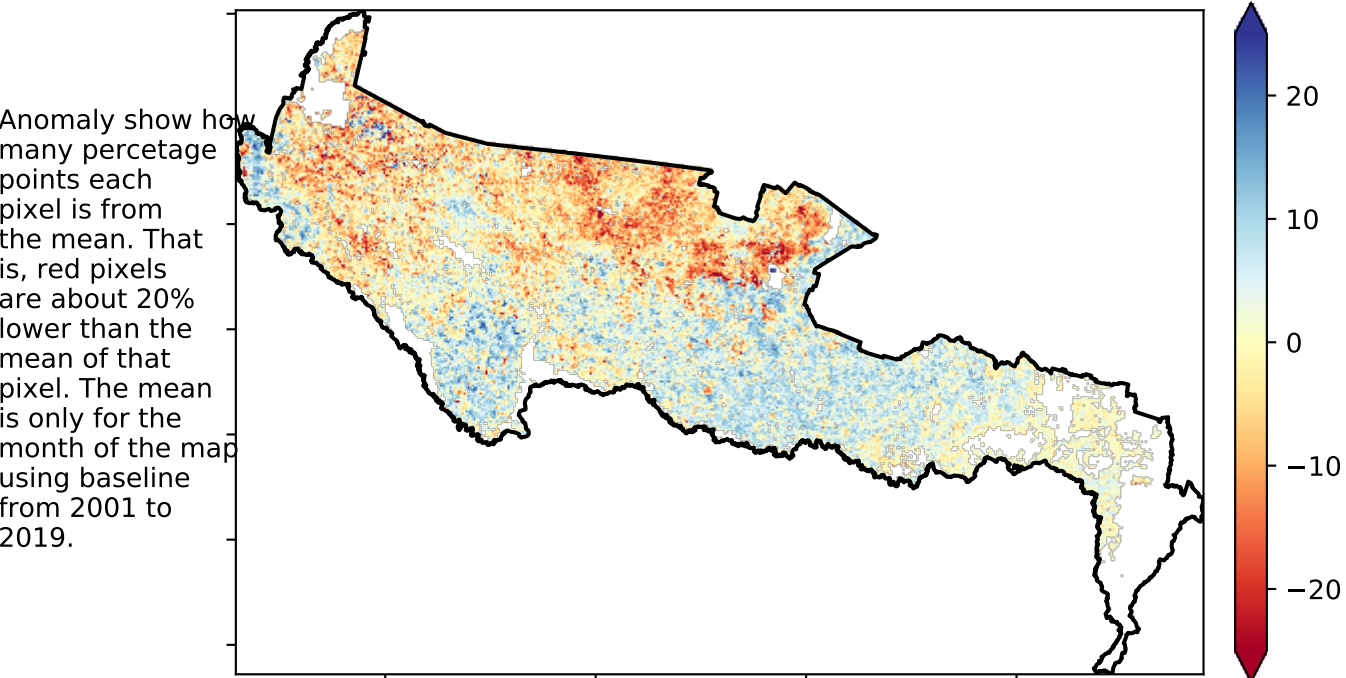 Anomaly show how
many percetage
points each
pixel is from
the mean. That
is, red pixels
are about 20%
lower than the
mean of that
pixel. The mean
is only for the
month of the map
using baseline
from 2001 to
2019.
20
10
0
−10
−20